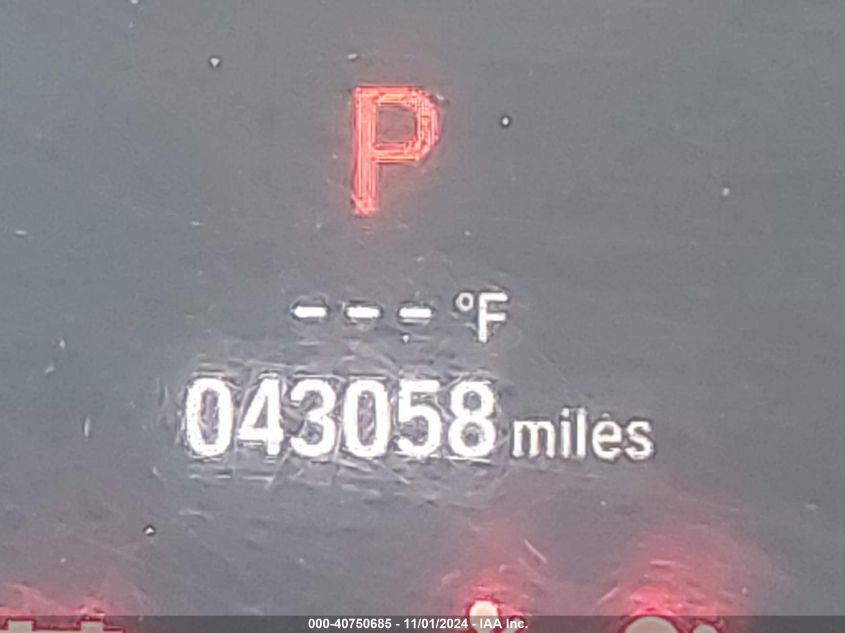 P
--- °F
043058 miles
000-40750685 - 11/01/2024 - IAA Inc.